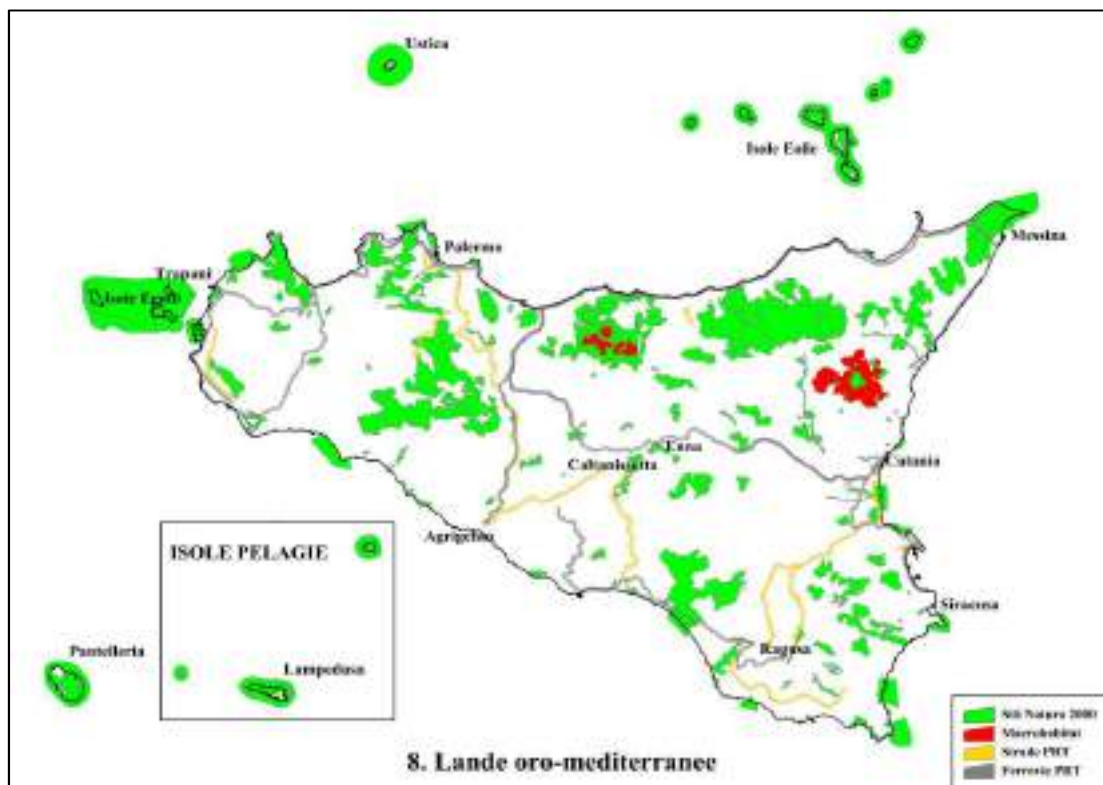 Ustica
Isole Eolie
Messina
Palermo
Trapani
Isole Egadi
Enna
Caltanissetta
Catania
Agrigento
ISOLE PELAGIE
Siracusa
Ragusa
Pantelleria
Lampedusa
Siti Natura 2000
Macrohabitat
Strade PRT
Ferrovie PRT
8. Lande oro-mediterranee